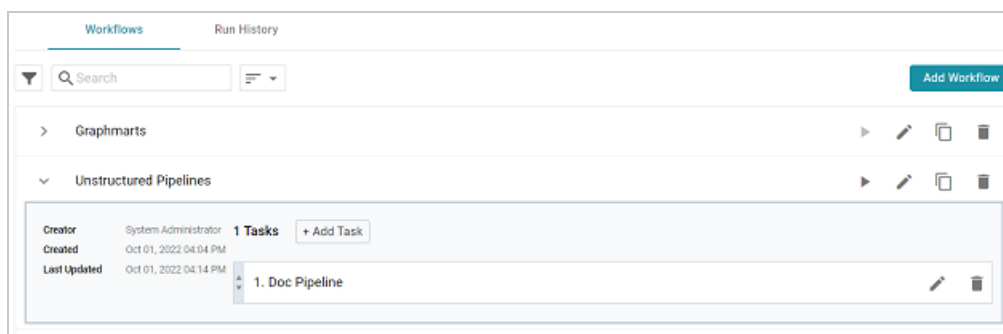 Workflows Run History
Search
Add Workflow
Graphmarts
Unstructured Pipelines
Creator System Administrator 1 Tasks + Add Task
Created Oct 01, 2022 04:04 PM
Last Updated Oct 01, 2022 04:14 PM
1. Doc Pipeline